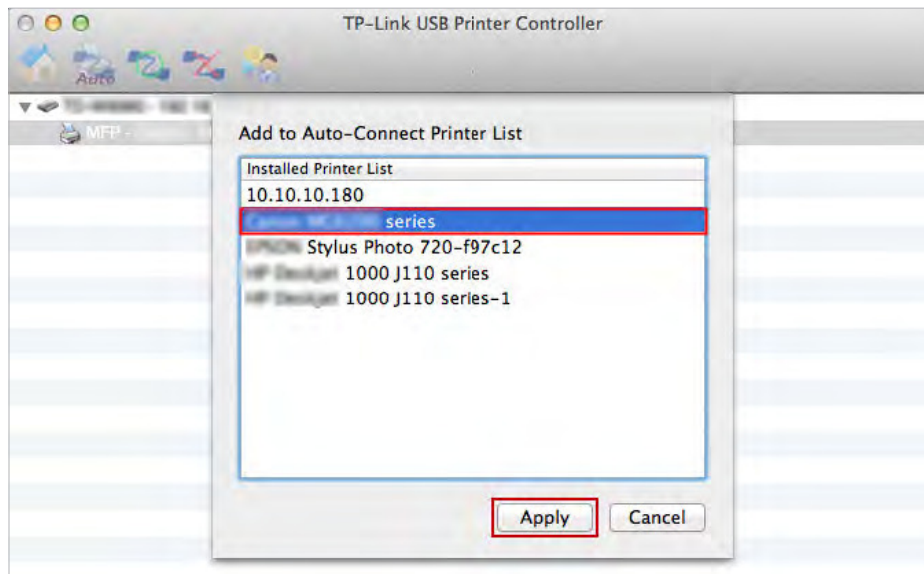 TP-Link USB Printer Controller
Auto
MFP -
Add to Auto-Connect Printer List
Installed Printer List
10.10.10.180
series
Stylus Photo 720-f97c12
1000 J110 series
1000 J110 series-1
Apply
Cancel